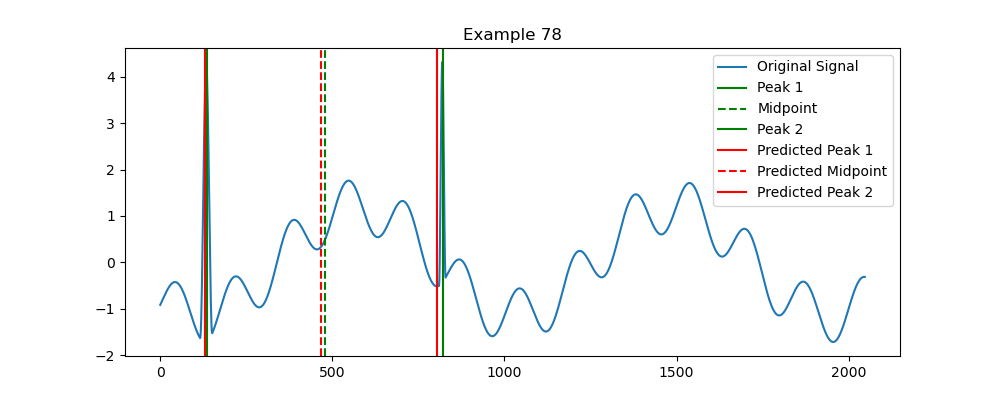 Example 78
Original Signal
Peak 1
Midpoint
Peak 2
Predicted Peak 1
Predicted Midpoint
Predicted Peak 2
4
3
2
1
0
−1
−2
0 500 1000 1500 2000